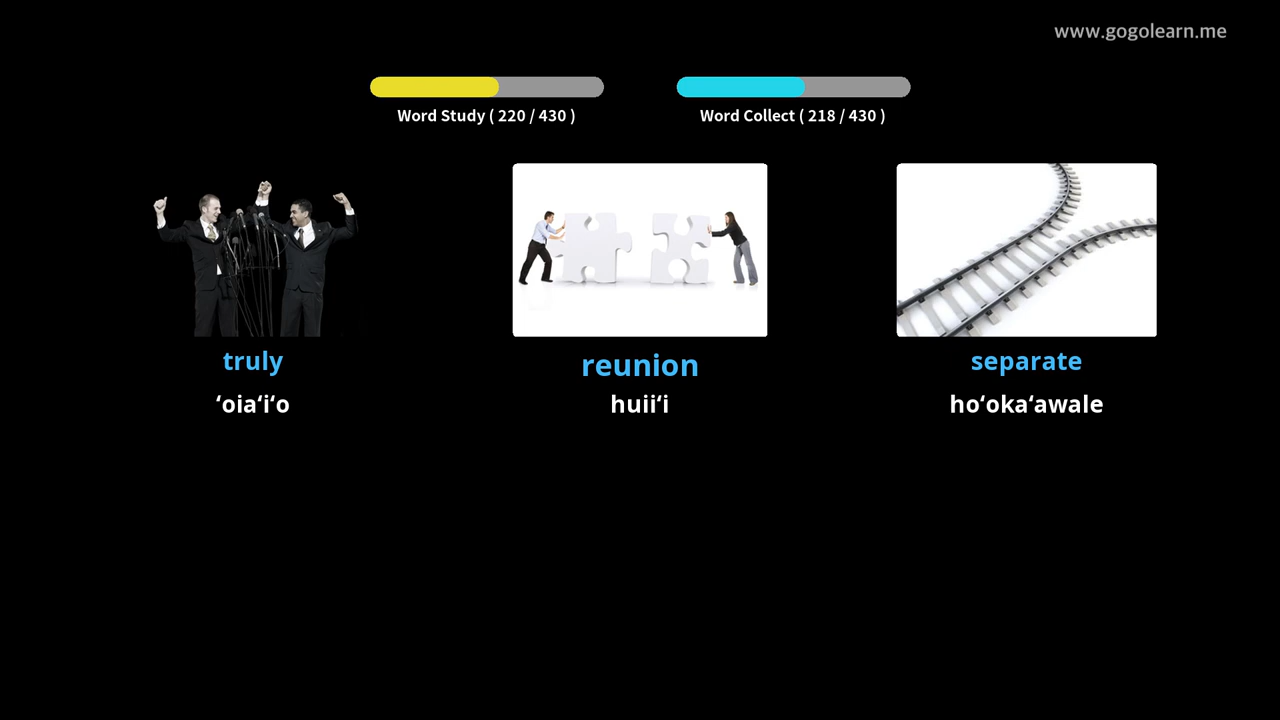 www.gogolearn.me
Word Study ( 220 / 430 )
Word Collect ( 218 / 430 )
truly
reunion
separate
ʻoiaʻiʻo
huiiʻi
hoʻokaʻawale